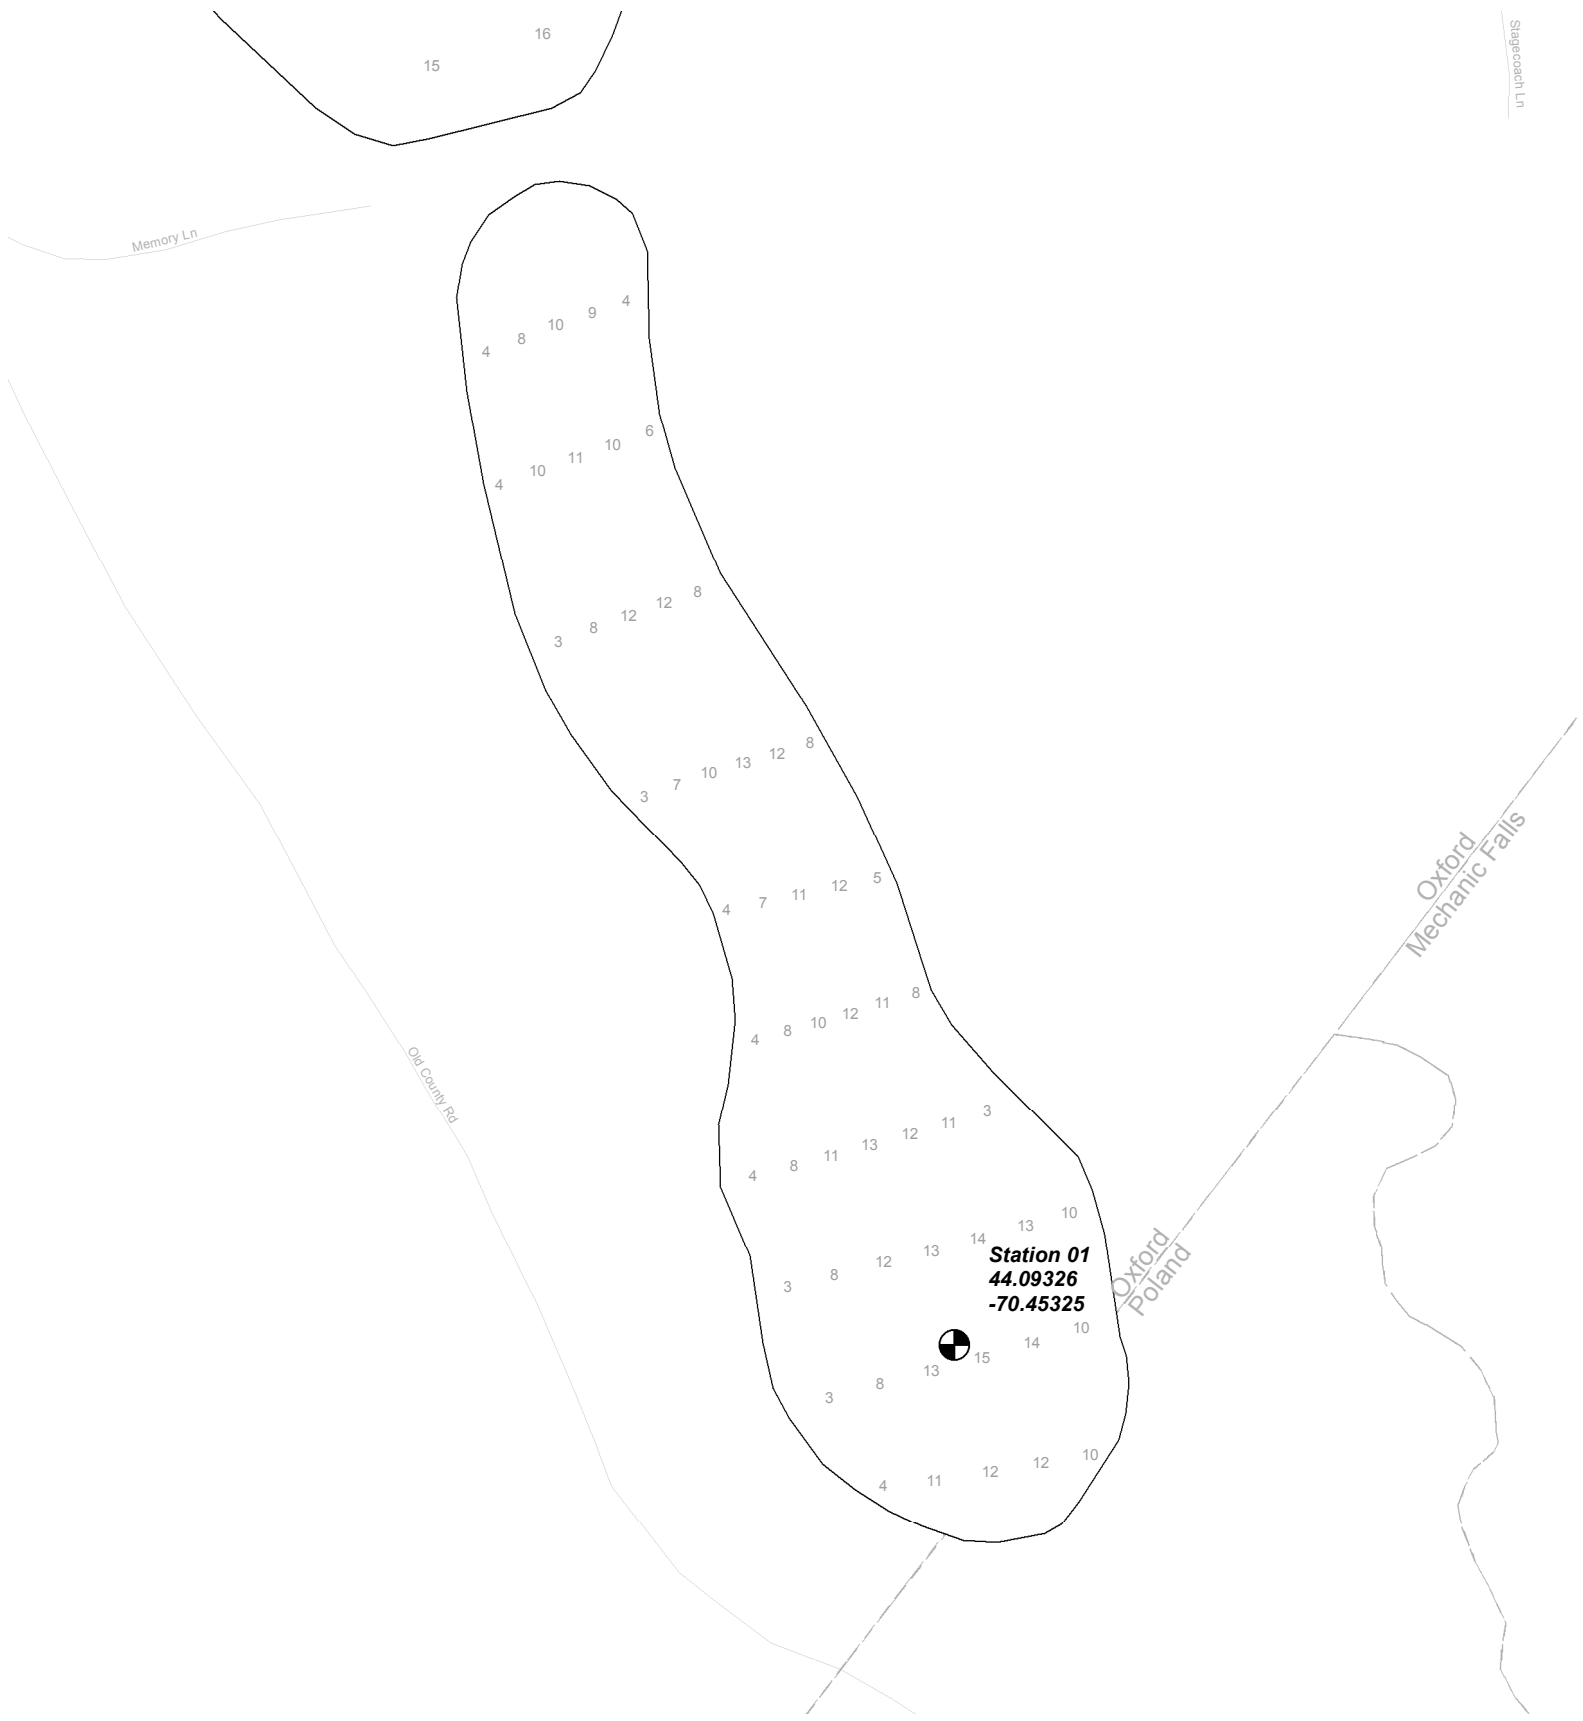 16
15
Stagecoach Ln
Memory Ln
4 8 10 9 4
4 10 11 10 6
3 8 12 12 8
3 7 10 13 12 8
Oxford
Mechanic Falls
4 7 11 12 5
4 8 10 12 11 8
Old County Rd
4 8 11 13 12 11 3
3 8 12 13 14 13 10
Station 01
44.09326
-70.45325
Oxford
Poland
3 8 13 15 14 10
4 11 12 12 10